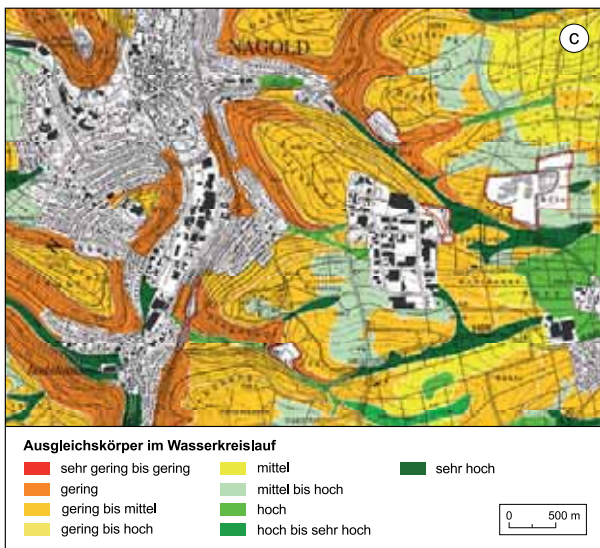 C
NAGOLD
Ausgleichskörper im Wasserkreislauf
sehr gering bis gering
gering
gering bis mittel
gering bis hoch
mittel
mittel bis hoch
hoch
hoch bis sehr hoch
sehr hoch
0 500 m